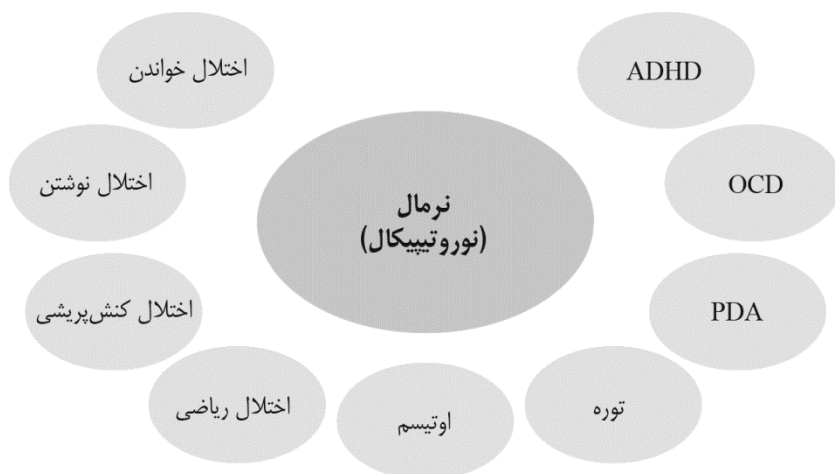 اختلال خواندن
ADHD
اختلال نوشتن
OCD
نرمال
(نوروتیپیکال)
اختلال کنش‌پریشی
PDA
اختلال ریاضی
اوتیسم
توره